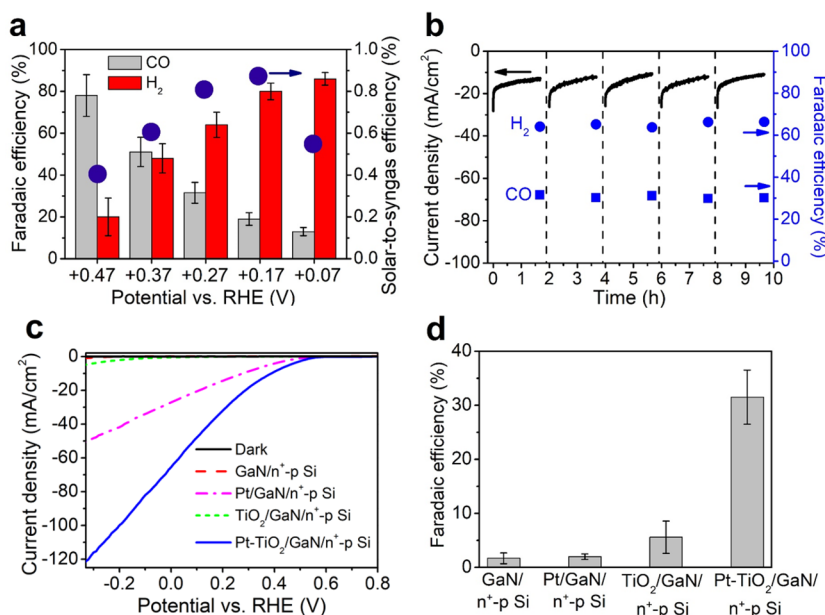 a
CO
H₂
Faradaic efficiency (%)
100
80
60
40
20
0
1.0
0.8
0.6
0.4
0.2
0.0
Solar-to-syngas efficiency (%)
+0.47 +0.37 +0.27 +0.17 +0.07
Potential vs. RHE (V)
b
Current density (mA/cm²)
0
-20
-40
-60
-80
-100
H₂
CO
100
80
60
40
20
0
Faradaic efficiency (%)
0 1 2 3 4 5 6 7 8 9 10
Time (h)
c
Current density (mA/cm²)
0
-20
-40
-60
-80
-100
-120
Dark
GaN/n⁺-p Si
Pt/GaN/n⁺-p Si
TiO₂/GaN/n⁺-p Si
Pt-TiO₂/GaN/n⁺-p Si
-0.2 0.0 0.2 0.4 0.6 0.8
Potential vs. RHE (V)
d
Faradaic efficiency (%)
40
30
20
10
0
GaN/ Pt/GaN/ TiO₂/GaN/ Pt-TiO₂/GaN/
n⁺-p Si n⁺-p Si n⁺-p Si n⁺-p Si